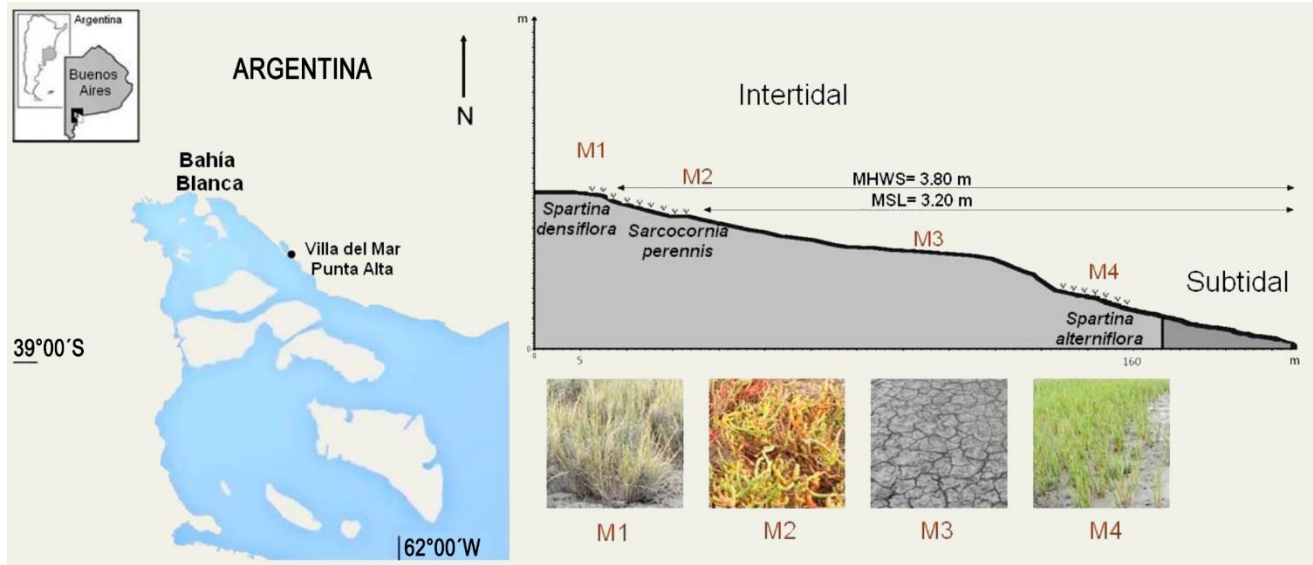 Argentina
Buenos
Aires
ARGENTINA
N
Bahía
Blanca
Villa del Mar
Punta Alta
39°00´S
62°00´W
m
Intertidal
M1
M2
MHWS= 3.80 m
MSL= 3.20 m
Spartina
densiflora
Sarcocornia
perennis
M3
M4
Subtidal
Spartina
alterniflora
0
0
5
160
m
M1
M2
M3
M4